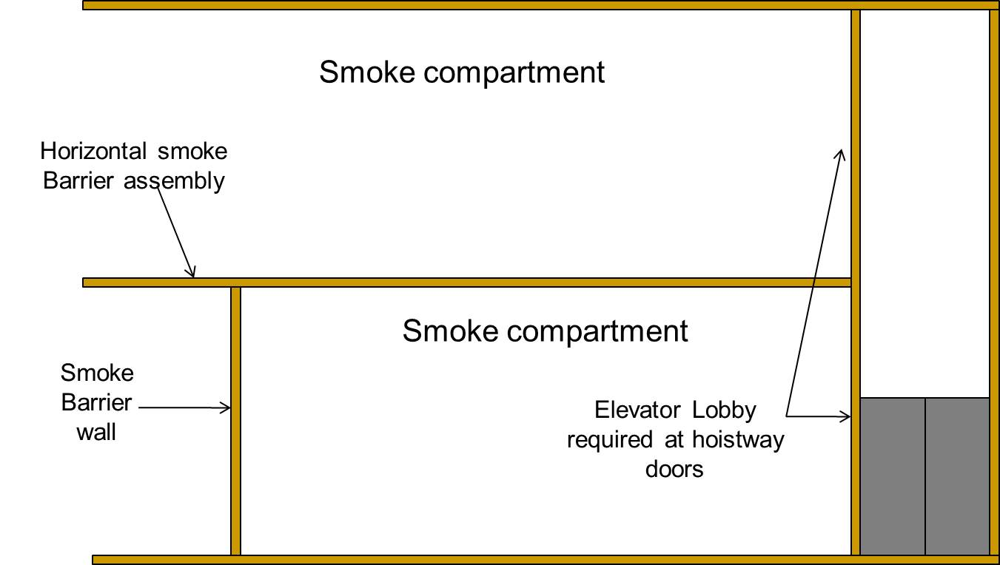 Smoke compartment
Horizontal smoke
Barrier assembly
Smoke compartment
Smoke
Barrier
wall
Elevator Lobby
required at hoistway
doors